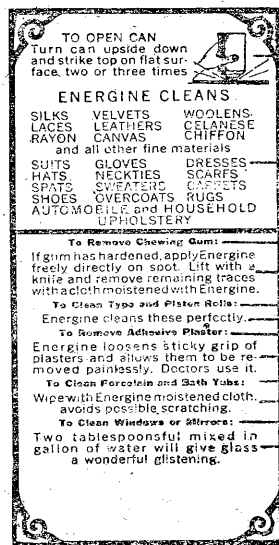 TO OPEN CAN
Turn can upside down
and strike top on flat sur-
face, two or three times
ENERGINE CLEANS
SILKS VELVETS WOOLENS
LACES LEATHERS CELANESE
RAYON CANVAS CHIFFON
and all other fine materials
SUITS GLOVES DRESSES
HATS NECKTIES SCARFS
SPATS SWEATERS CARPETS
SHOES OVERCOATS RUGS
AUTOMOBILE and HOUSEHOLD
UPHOLSTERY
To Remove Chewing Gum:
If gum has hardened, apply Energine
freely directly on spot. Lift with a
knife and remove remaining traces
with a cloth moistened with Energine.
To Clean Type and Platen Rolls:
Energine cleans these perfectly.
To Remove Adhesive Plaster:
Energine loosens sticky grip of
plasters and allows them to be re-
moved painlessly. Doctors use it.
To Clean Porcelain and Bath Tubs:
Wipe with Energine moistened cloth,
avoids possible scratching.
To Clean Windows or Mirrors:
Two tablespoonsful mixed in
gallon of water will give glass
a wonderful glistening.